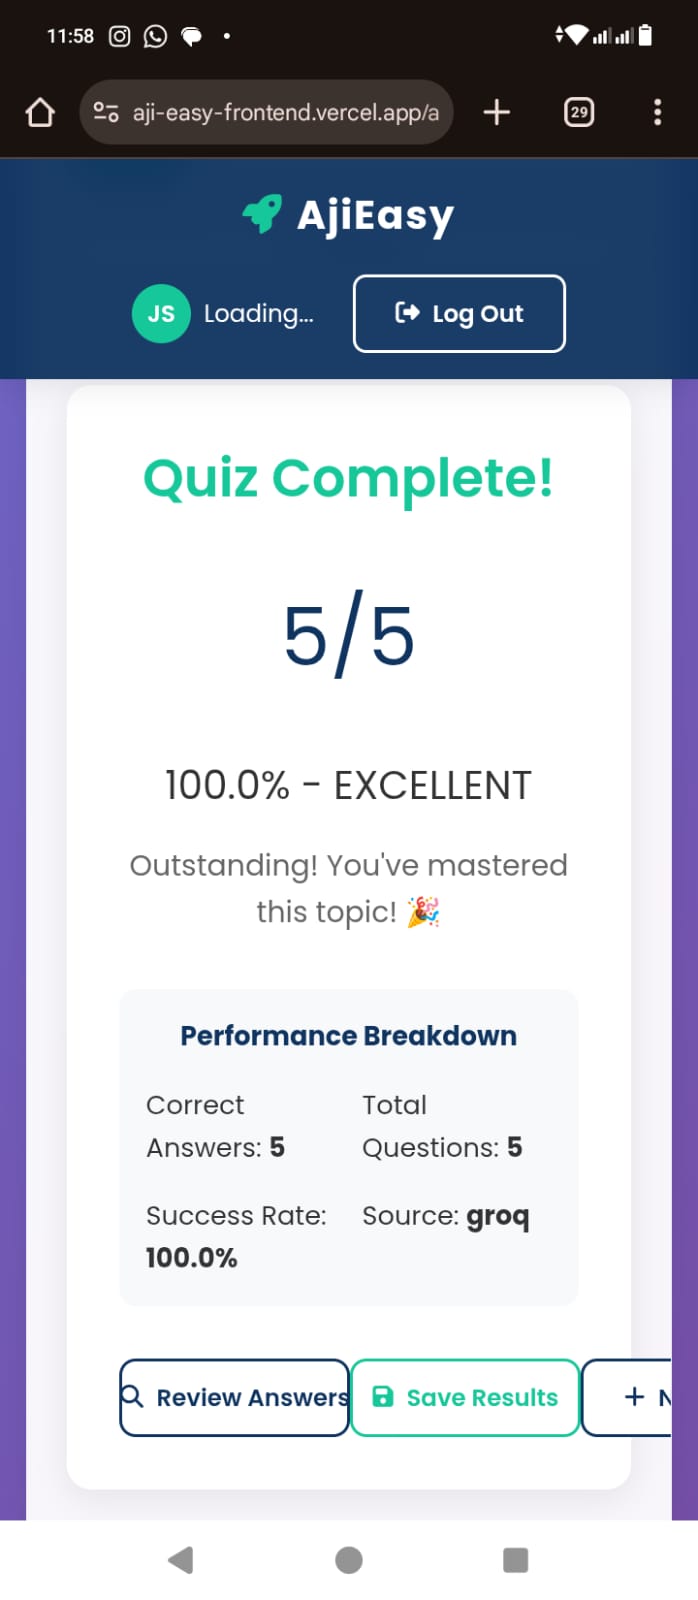 11:58
aji-easy-frontend.vercel.app/a
29
AjiEasy
JS Loading... Log Out
Quiz Complete!
5/5
100.0% - EXCELLENT
Outstanding! You've mastered
this topic! 🎉
Performance Breakdown
Correct
Answers: 5
Total
Questions: 5
Success Rate:
100.0%
Source: groq
Review Answers Save Results + N